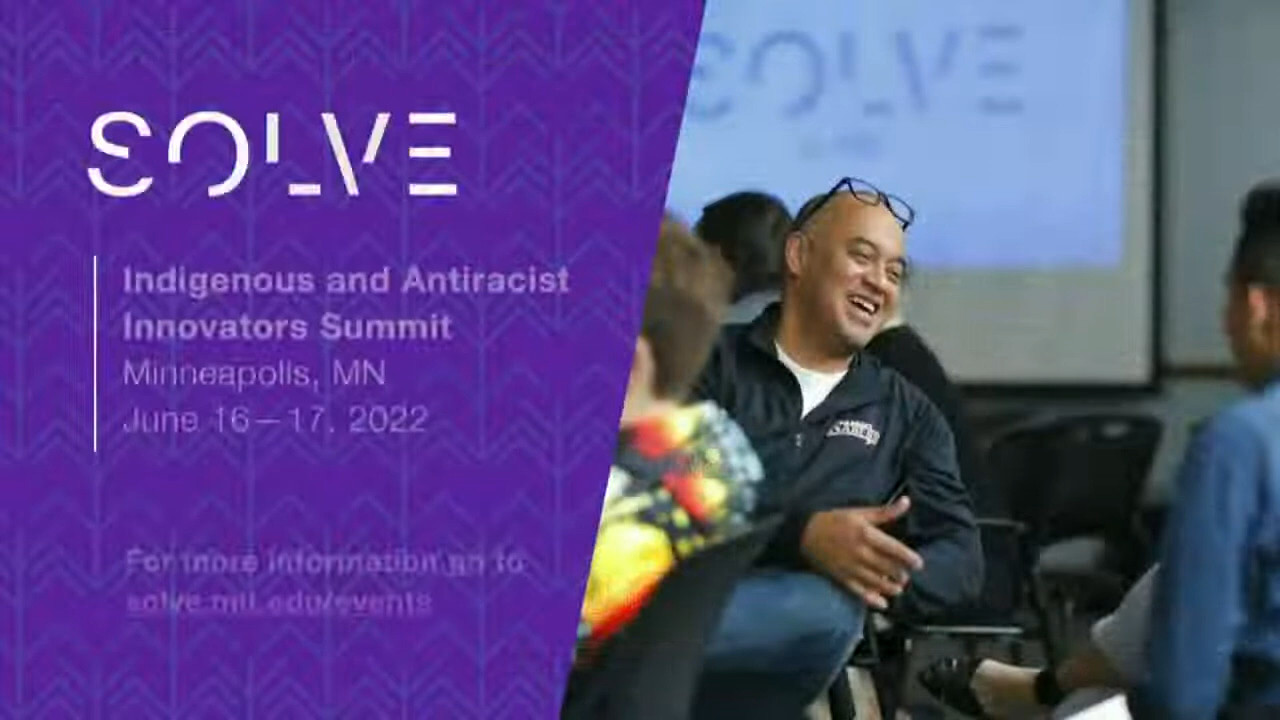 SOLVE
Indigenous and Antiracist
Innovators Summit
Minneapolis, MN
June 16 – 17, 2022
For more information go to
solve.mit.edu/events
SOLVE